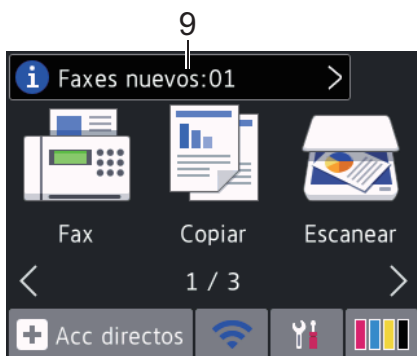 9
i Faxes nuevos:01 >
Fax Copiar Escanear
< 1 / 3 >
+ Acc directos